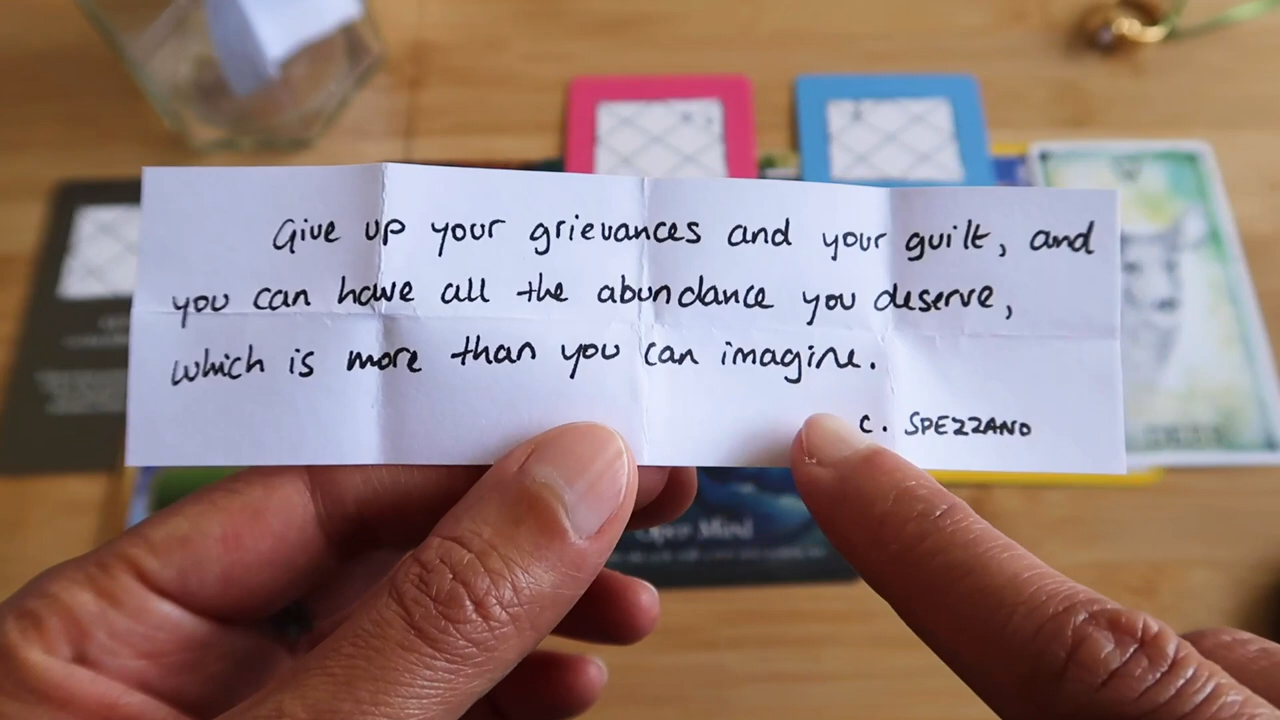 Give up your grievances and your guilt, and
you can have all the abundance you deserve,
which is more than you can imagine.
C. SPEZZANO
Open Mind